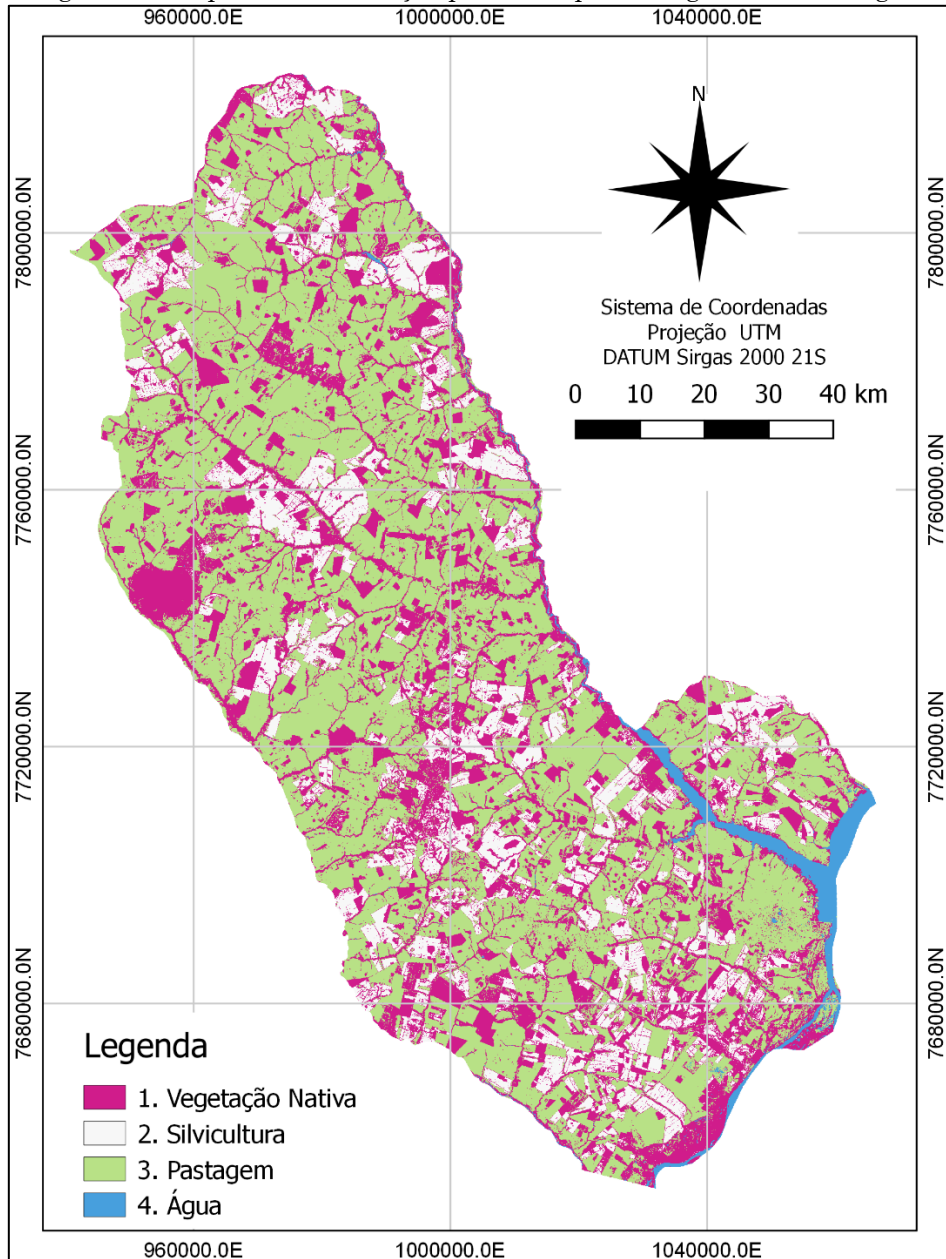 960000.0E 1000000.0E 1040000.0E
N
7800000.0N 7800000.0N
Sistema de Coordenadas
Projeção UTM
DATUM Sirgas 2000 21S
0 10 20 30 40 km
7760000.0N 7760000.0N
7720000.0N 7720000.0N
7680000.0N 7680000.0N
Legenda
1. Vegetação Nativa
2. Silvicultura
3. Pastagem
4. Água
960000.0E 1000000.0E 1040000.0E